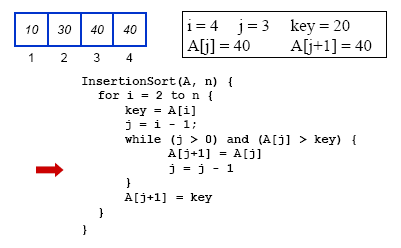 10 30 40 40
1 2 3 4
i = 4 j = 3 key = 20
A[j] = 40 A[j+1] = 40
InsertionSort(A, n) {
for i = 2 to n {
key = A[i]
j = i - 1;
while (j > 0) and (A[j] > key) {
A[j+1] = A[j]
j = j - 1
}
A[j+1] = key
}
}